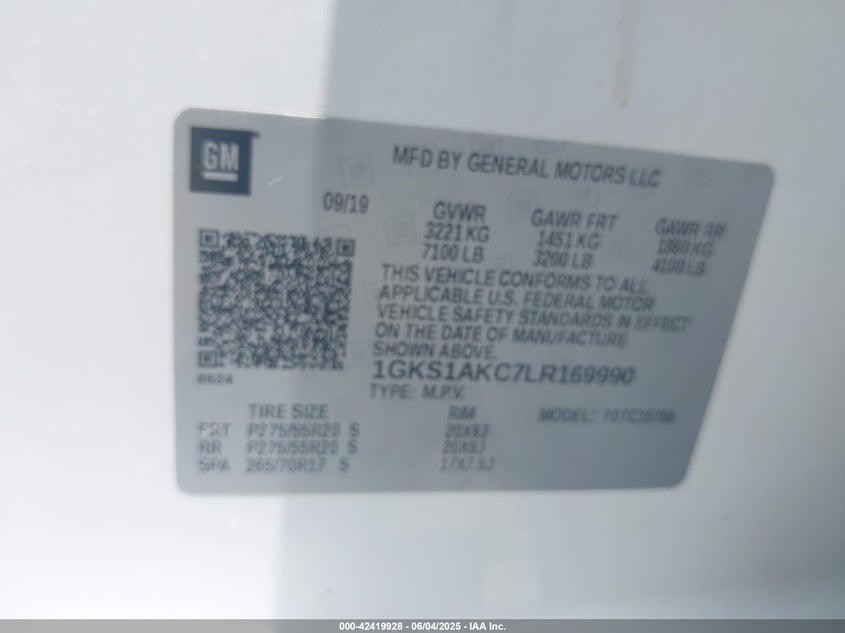 GM
MFD BY GENERAL MOTORS LLC
09/19
GVWR GAWR FRT GAWR RR
3221 KG 1451 KG 1860 KG
7100 LB 3200 LB 4100 LB
THIS VEHICLE CONFORMS TO ALL
APPLICABLE U.S. FEDERAL MOTOR
VEHICLE SAFETY STANDARDS IN EFFECT
ON THE DATE OF MANUFACTURE
SHOWN ABOVE.
1GKS1AKC7LR169990
8624
TYPE: M.P.V. MODEL:
TIRE SIZE RIM
FRT P275/55R20 S 20X9J
RR P275/55R20 S 20X9J
SPA 265/70R17 S 17X7.5J
000-42419928 - 06/04/2025 - IAA Inc.